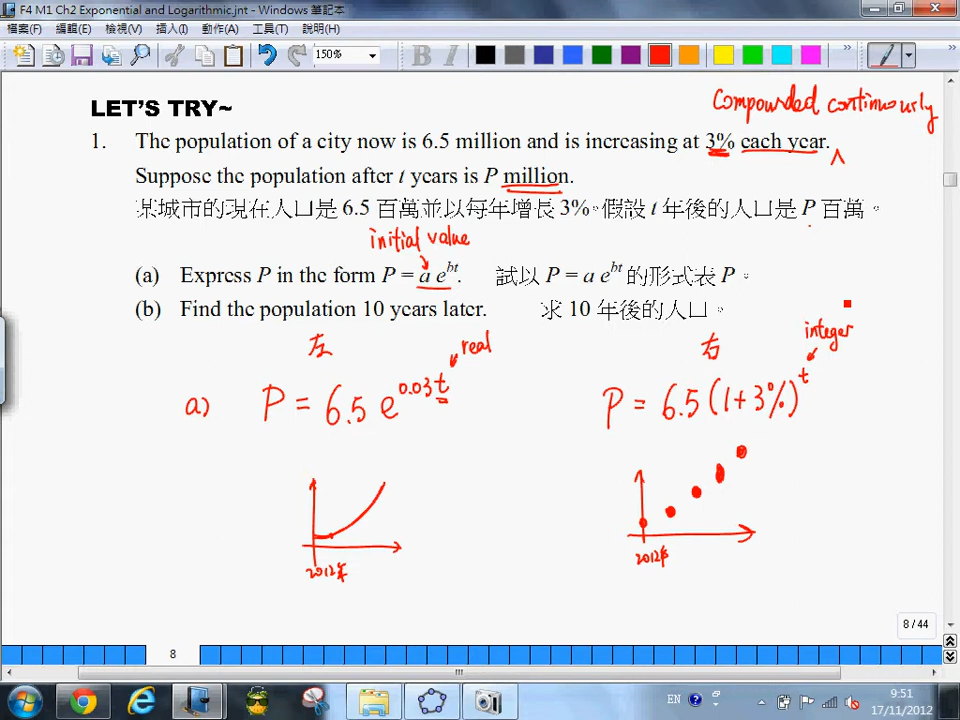 F4 M1 Ch2 Exponential and Logarithmic.jnt - Windows 筆記本
檔案(F) 編輯(E) 檢視(V) 插入(I) 動作(A) 工具(T) 說明(H)
150% B I
LET'S TRY~
Compounded continuously
1. The population of a city now is 6.5 million and is increasing at 3% each year.
Suppose the population after t years is P million.
某城市的現在人口是 6.5 百萬並以每年增長 3%。假設 t 年後的人口是 P 百萬。
initial value
(a) Express P in the form P = a e^{bt}. 試以 P = a e^{bt} 的形式表 P。
(b) Find the population 10 years later. 求 10 年後的人口。
左 real 右 integer
a) P = 6.5 e^{0.03t} P = 6.5(1+3%)^t
2012年 2012年
8 / 44
8
EN
9:51
17/11/2012